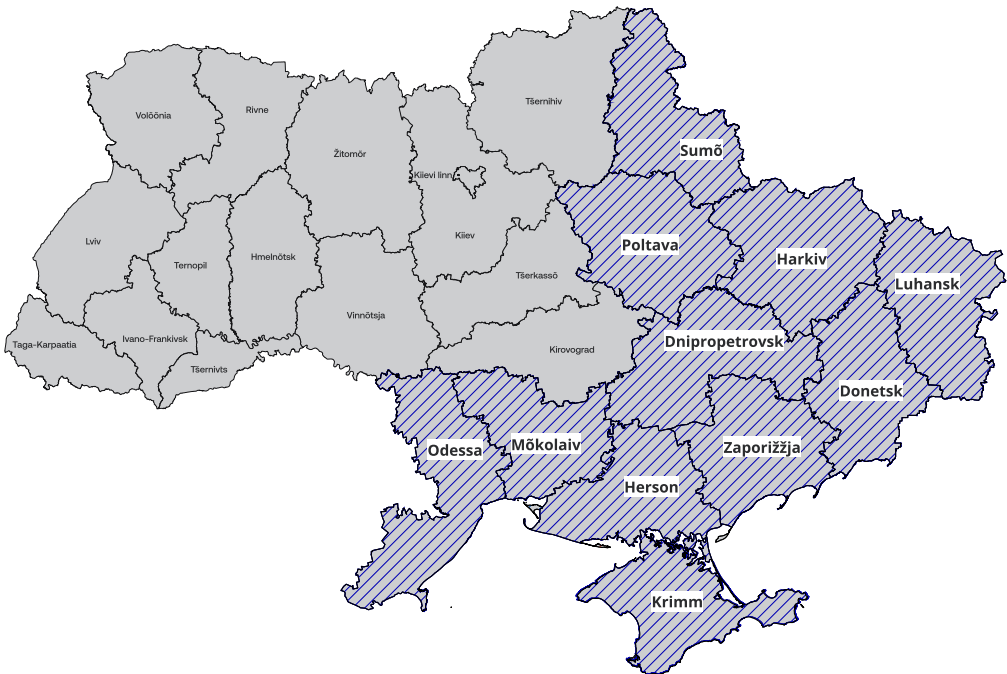 Tšernihiv
Volõõnia
Rivne
Sumõ
Žitomõr
Kiievi linn
Lviv
Kiiev
Poltava
Harkiv
Ternopil
Hmelnõtsk
Tšerkassõ
Luhansk
Vinnõtsja
Taga-Karpaatia
Ivano-Frankivsk
Kirovograd
Dnipropetrovsk
Tšernivts
Donetsk
Odessa
Mõkolaiv
Zaporižžja
Herson
Krimm